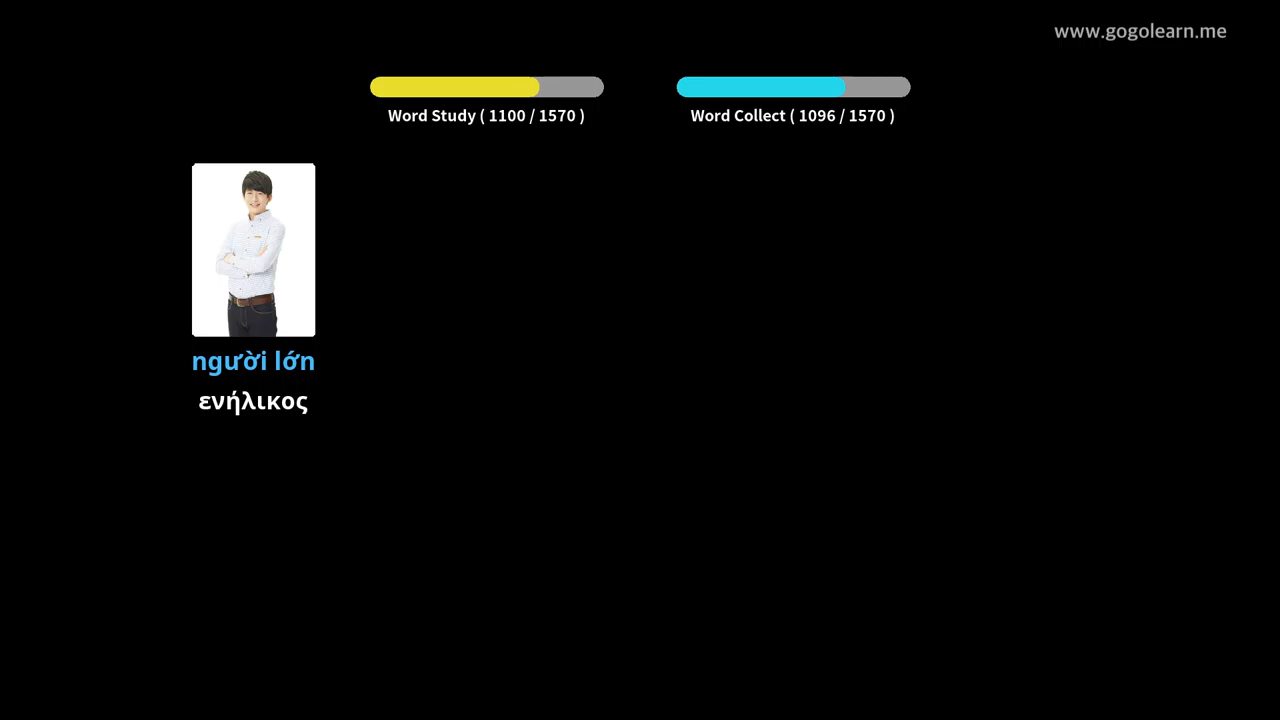 www.gogolearn.me
Word Study ( 1100 / 1570 )
Word Collect ( 1096 / 1570 )
người lớn
ενήλικος